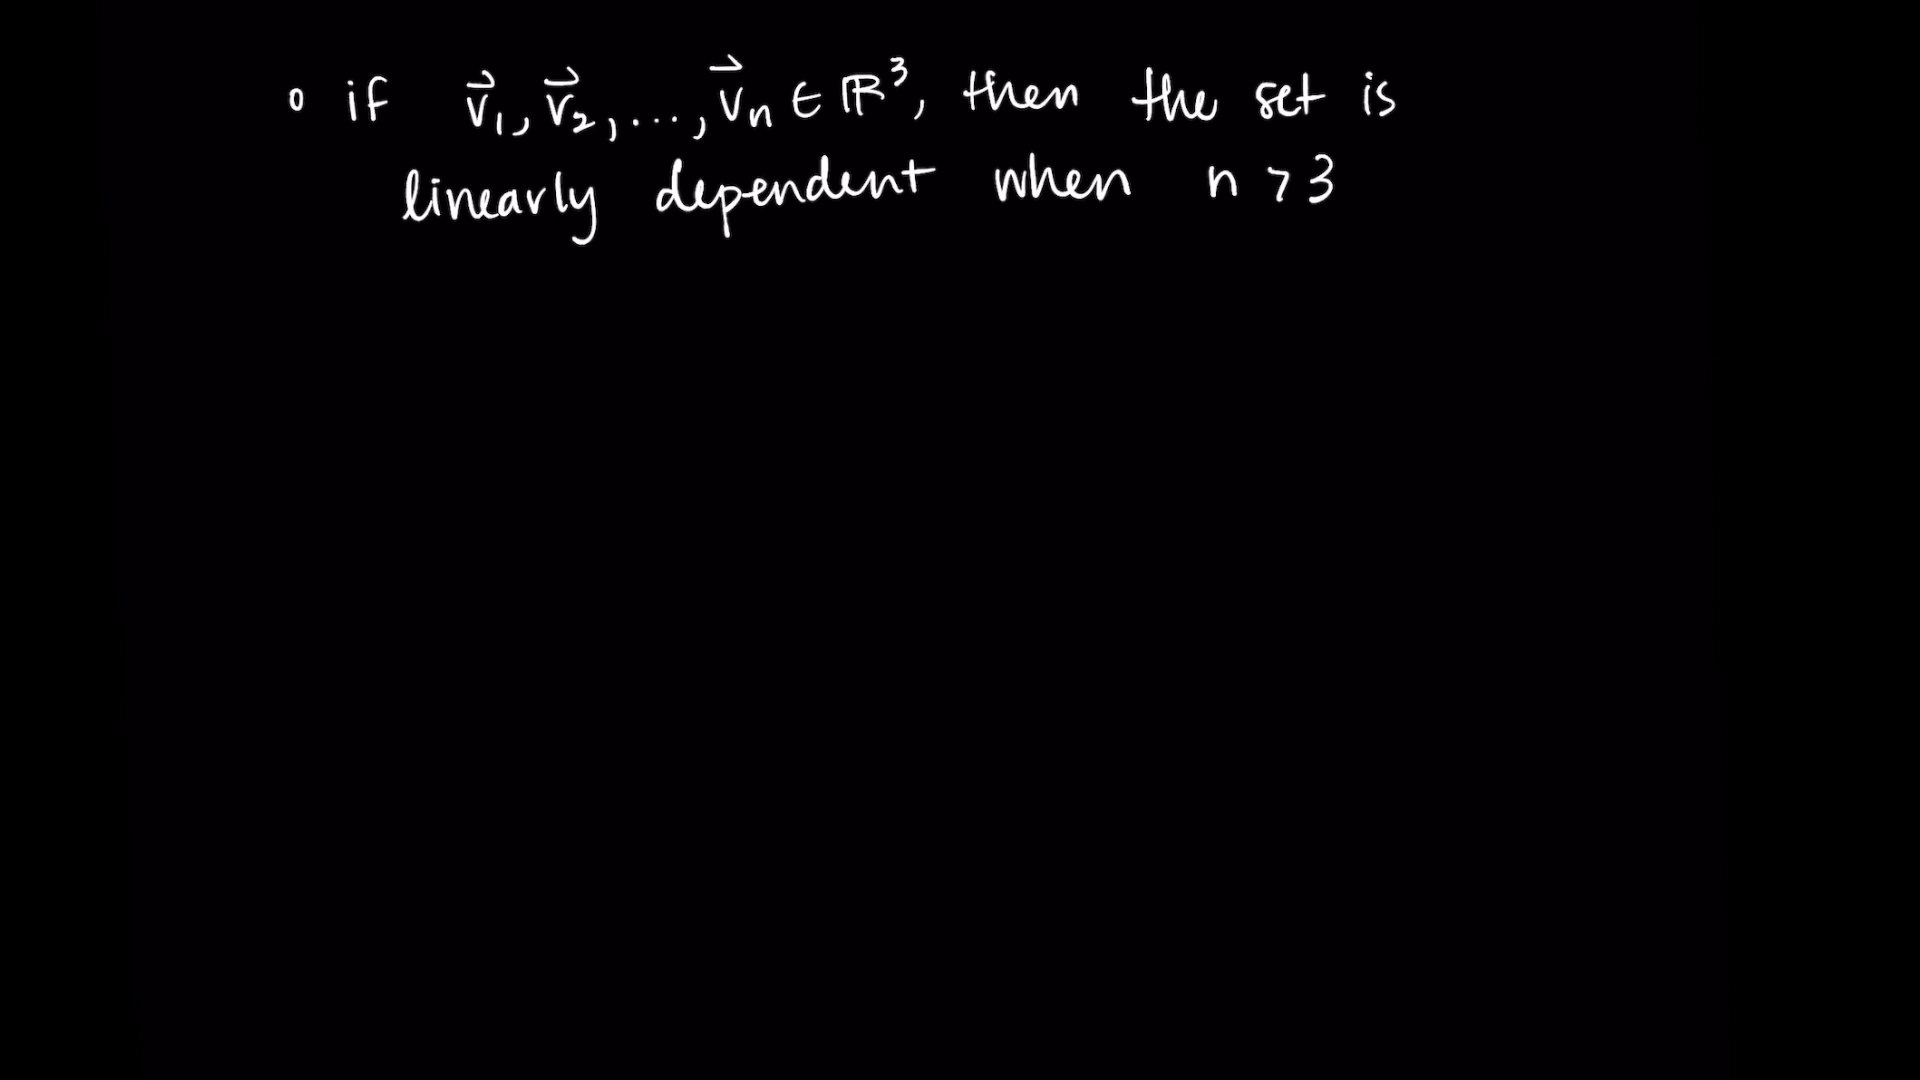 ◦ if v⃗₁, v⃗₂, ..., v⃗ₙ ∈ ℝ³, then the set is
linearly dependent when n > 3